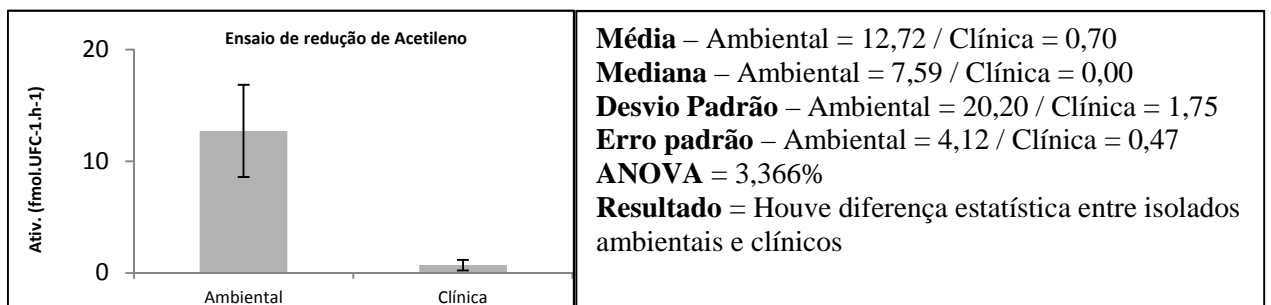 Ensaio de redução de Acetileno
20
10
0
Ativ. (fmol.UFC-1.h-1)
Ambiental
Clínica
Média – Ambiental = 12,72 / Clínica = 0,70
Mediana – Ambiental = 7,59 / Clínica = 0,00
Desvio Padrão – Ambiental = 20,20 / Clínica = 1,75
Erro padrão – Ambiental = 4,12 / Clínica = 0,47
ANOVA = 3,366%
Resultado = Houve diferença estatística entre isolados
ambientais e clínicos